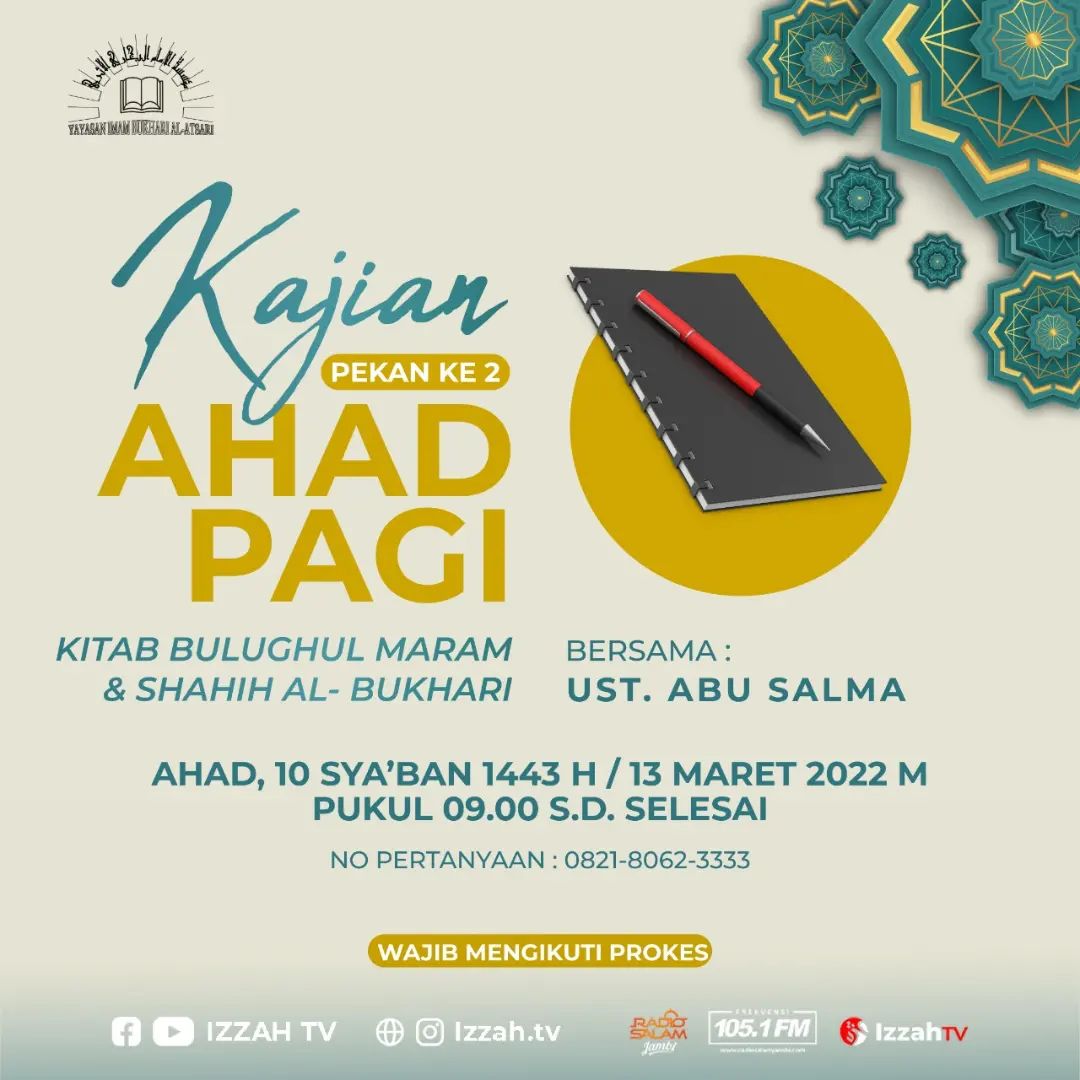 YAYASAN IMAM BUKHARI AL-ATSARI
Kajian
PEKAN KE 2
AHAD
PAGI
KITAB BULUGHUL MARAM
& SHAHIH AL- BUKHARI
BERSAMA :
UST. ABU SALMA
AHAD, 10 SYA'BAN 1443 H / 13 MARET 2022 M
PUKUL 09.00 S.D. SELESAI
NO PERTANYAAN : 0821-8062-3333
WAJIB MENGIKUTI PROKES
IZZAH TV
Izzah.tv
RADIO SALAM Jambi
FREKUENSI
105.1 FM
IzzahTV